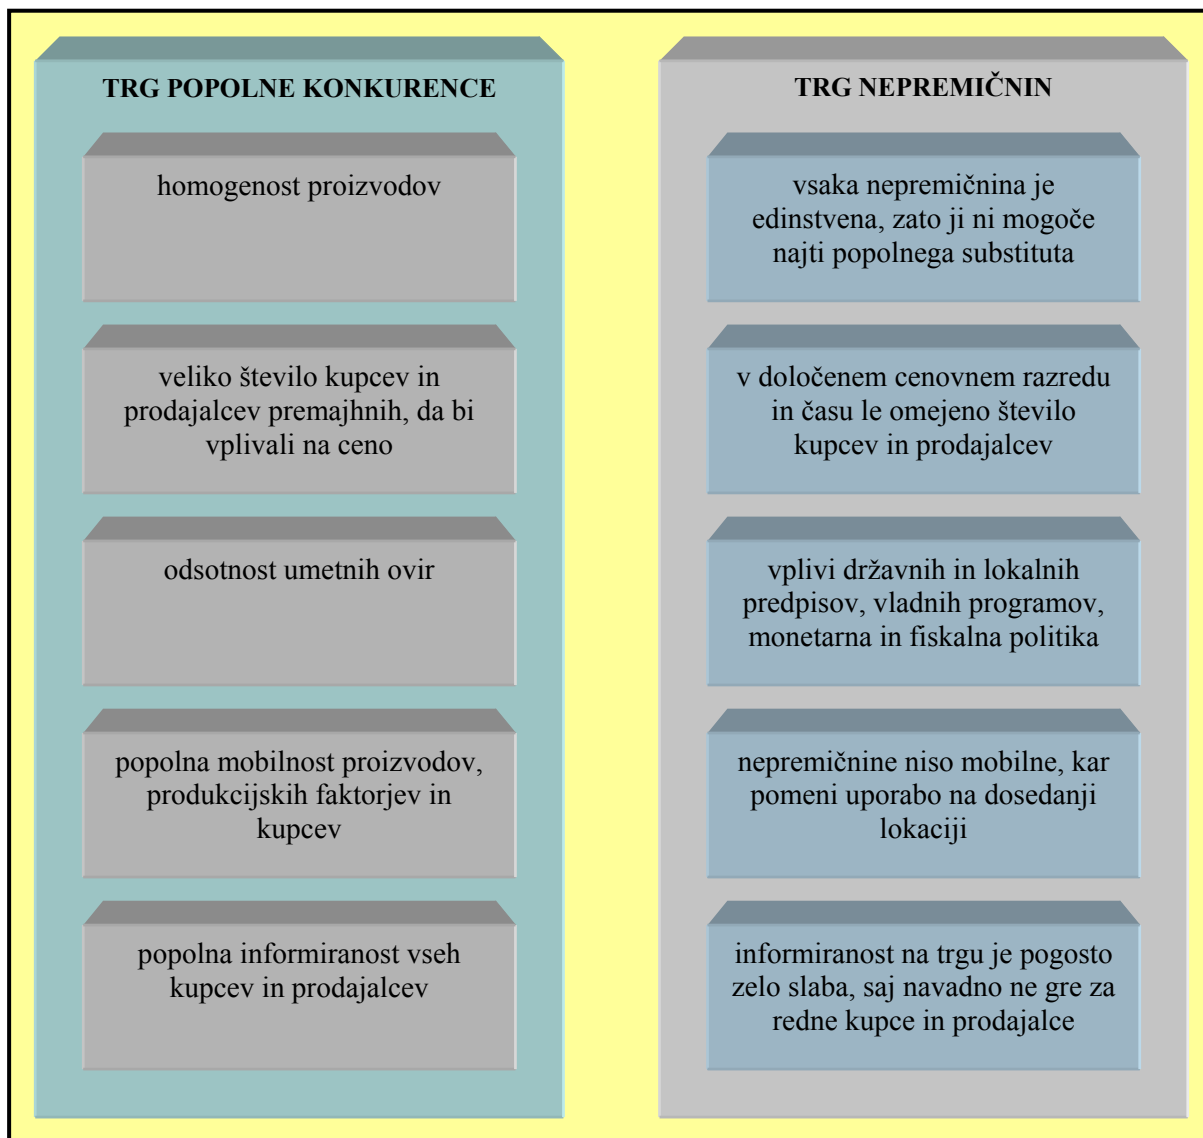 TRG POPOLNE KONKURENCE
homogenost proizvodov
veliko število kupcev in
prodajalcev premajhnih, da bi
vplivali na ceno
odsotnost umetnih ovir
popolna mobilnost proizvodov,
produkcijskih faktorjev in
kupcev
popolna informiranost vseh
kupcev in prodajalcev
TRG NEPREMIČNIN
vsaka nepremičnina je
edinstvena, zato ji ni mogoče
najti popolnega substituta
v določenem cenovnem razredu
in času le omejeno število
kupcev in prodajalcev
vplivi državnih in lokalnih
predpisov, vladnih programov,
monetarna in fiskalna politika
nepremičnine niso mobilne, kar
pomeni uporabo na dosedanji
lokaciji
informiranost na trgu je pogosto
zelo slaba, saj navadno ne gre za
redne kupce in prodajalce